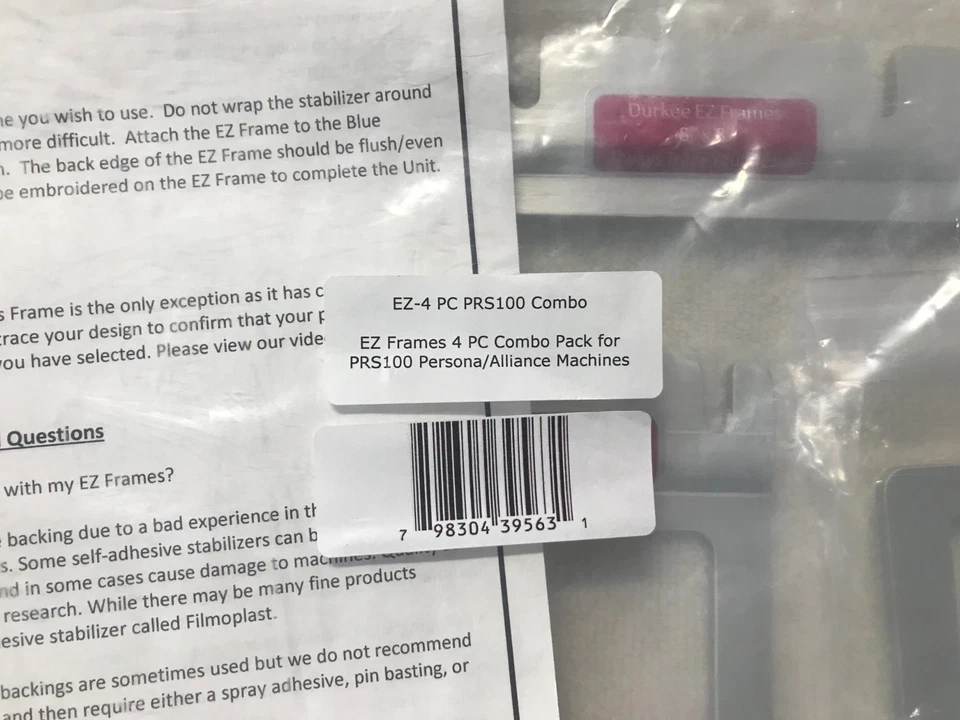 e you wish to use. Do not wrap the stabilizer around
more difficult. Attach the EZ Frame to the Blue
. The back edge of the EZ Frame should be flush/even
be embroidered on the EZ Frame to complete the Unit.
s Frame is the only exception as it has
trace your design to confirm that your
you have selected. Please view our vide
Questions
with my EZ Frames?
backing due to a bad experience in th
s. Some self-adhesive stabilizers can b
nd in some cases cause damage to machines.
research. While there may be many fine products
esive stabilizer called Filmoplast.
backings are sometimes used but we do not recommend
and then require either a spray adhesive, pin basting, or
Durkee EZ Frames
EZ-4 PC PRS100 Combo
EZ Frames 4 PC Combo Pack for
PRS100 Persona/Alliance Machines
7 98304 39563 1